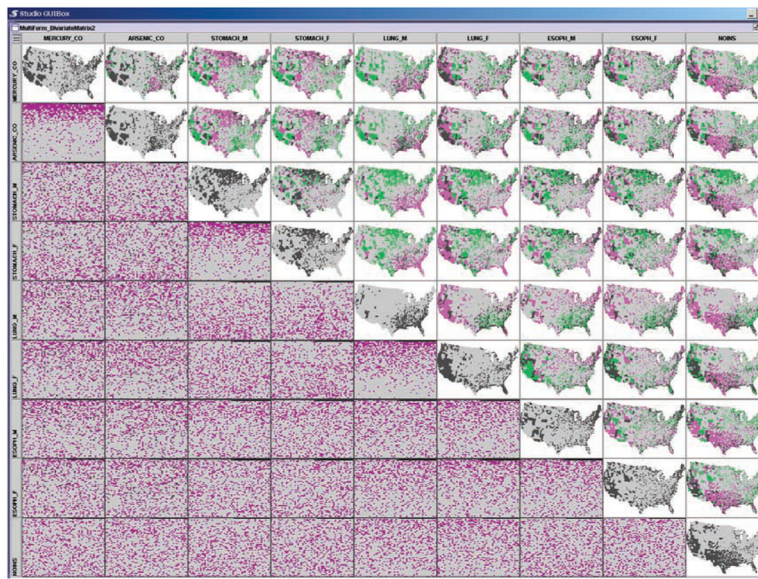 Studio GUIBox
MultiForm_BivariateMatrix2
MERCURY_CO ARSENIC_CO STOMACH_M STOMACH_F LUNG_M LUNG_F ESOPH_M ESOPH_F NOINS
MERCURY_CO
ARSENIC_CO
STOMACH_M
STOMACH_F
LUNG_M
LUNG_F
ESOPH_M
ESOPH_F
NOINS